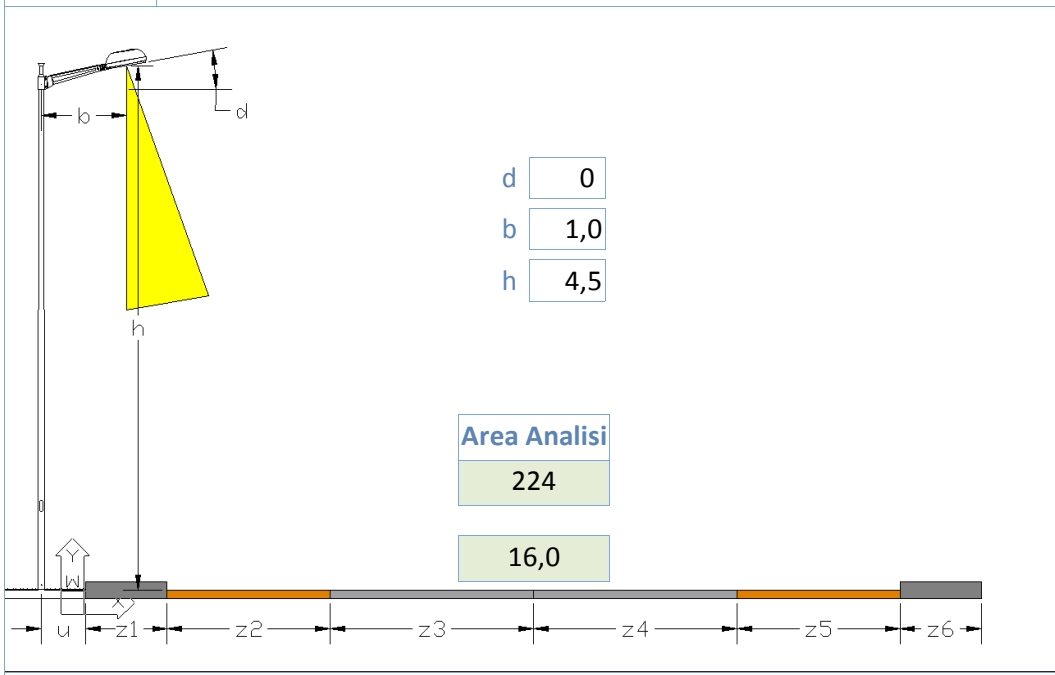 d
b
d 0
b 1,0
h 4,5
h
Area Analisi
224
16,0
Y
W
X
u z1 z2 z3 z4 z5 z6